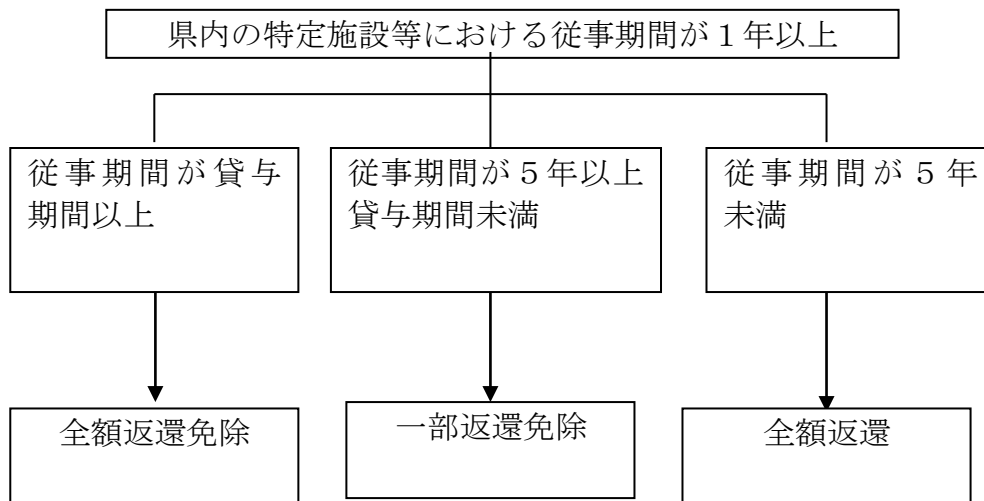 県内の特定施設等における従事期間が１年以上
従事期間が貸与
期間以上
従事期間が５年以上
貸与期間未満
従事期間が５年
未満
全額返還免除
一部返還免除
全額返還